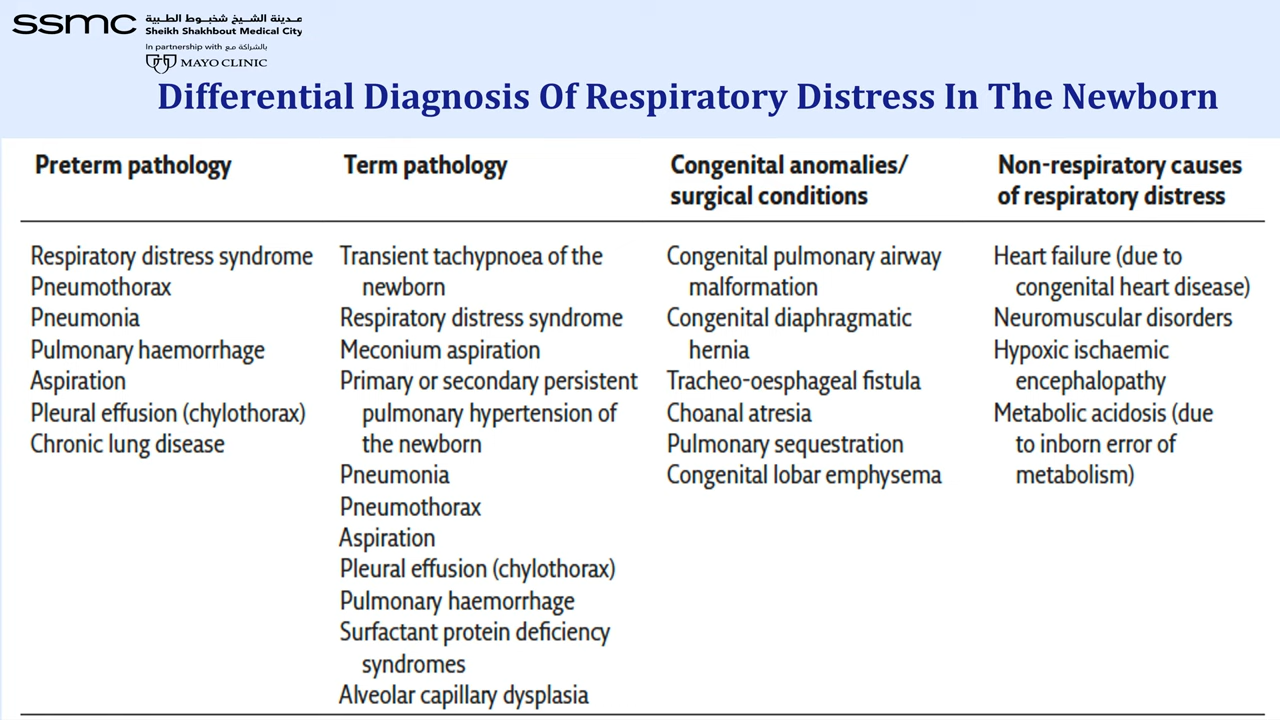 ssmc
مدينة الشيخ شخبوط الطبية
Sheikh Shakhbout Medical City
In partnership with بالشراكة مع
MAYO CLINIC
Differential Diagnosis Of Respiratory Distress In The Newborn
Preterm pathology
Respiratory distress syndrome
Pneumothorax
Pneumonia
Pulmonary haemorrhage
Aspiration
Pleural effusion (chylothorax)
Chronic lung disease
Term pathology
Transient tachypnoea of the
newborn
Respiratory distress syndrome
Meconium aspiration
Primary or secondary persistent
pulmonary hypertension of
the newborn
Pneumonia
Pneumothorax
Aspiration
Pleural effusion (chylothorax)
Pulmonary haemorrhage
Surfactant protein deficiency
syndromes
Alveolar capillary dysplasia
Congenital anomalies/
surgical conditions
Congenital pulmonary airway
malformation
Congenital diaphragmatic
hernia
Tracheo-oesphageal fistula
Choanal atresia
Pulmonary sequestration
Congenital lobar emphysema
Non-respiratory causes
of respiratory distress
Heart failure (due to
congenital heart disease)
Neuromuscular disorders
Hypoxic ischaemic
encephalopathy
Metabolic acidosis (due
to inborn error of
metabolism)